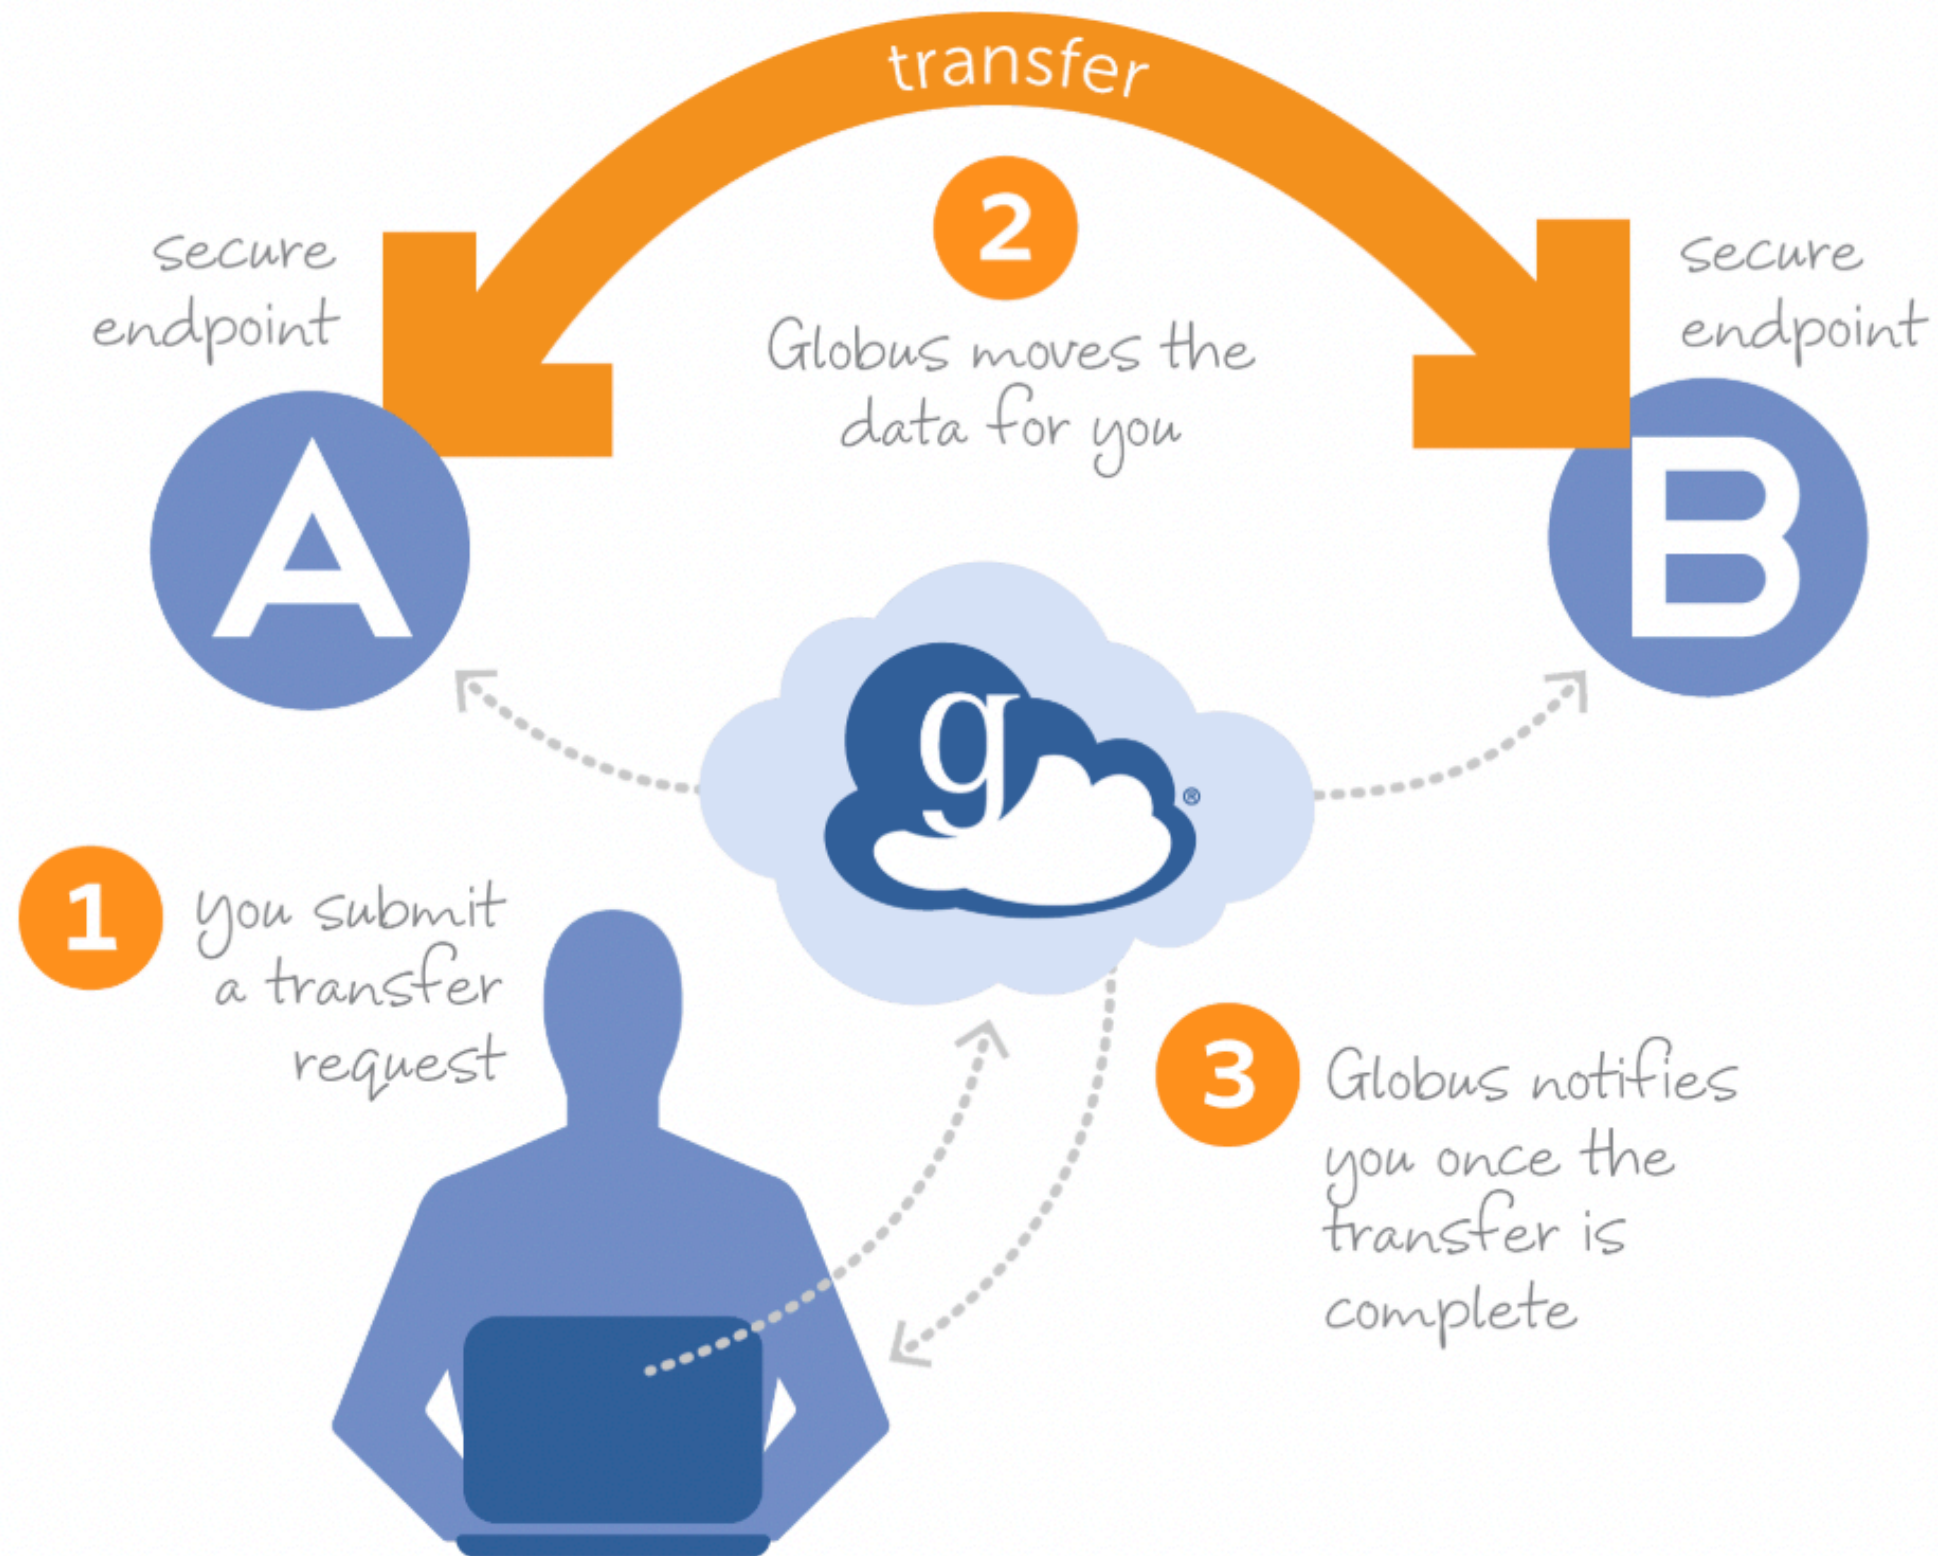 transfer
2
Globus moves the
data for you
secure
endpoint
A
secure
endpoint
B
g
®
1
you submit
a transfer
request
3
Globus notifies
you once the
transfer is
complete